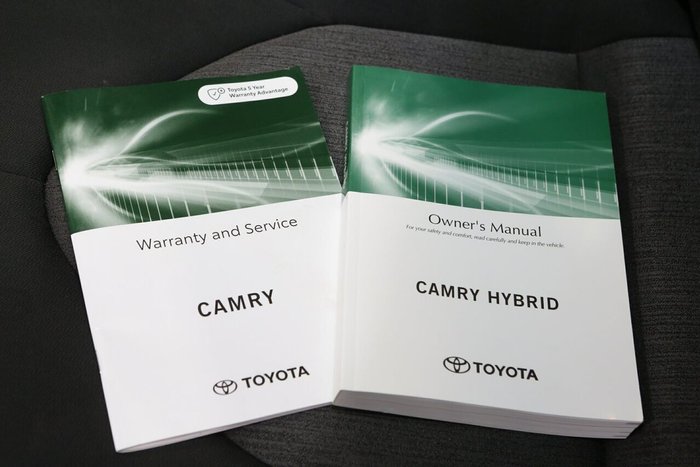 Toyota 5 Year
Warranty Advantage
Warranty and Service
CAMRY
TOYOTA
Owner's Manual
For your safety and comfort, read carefully and keep in the vehicle.
CAMRY HYBRID
TOYOTA